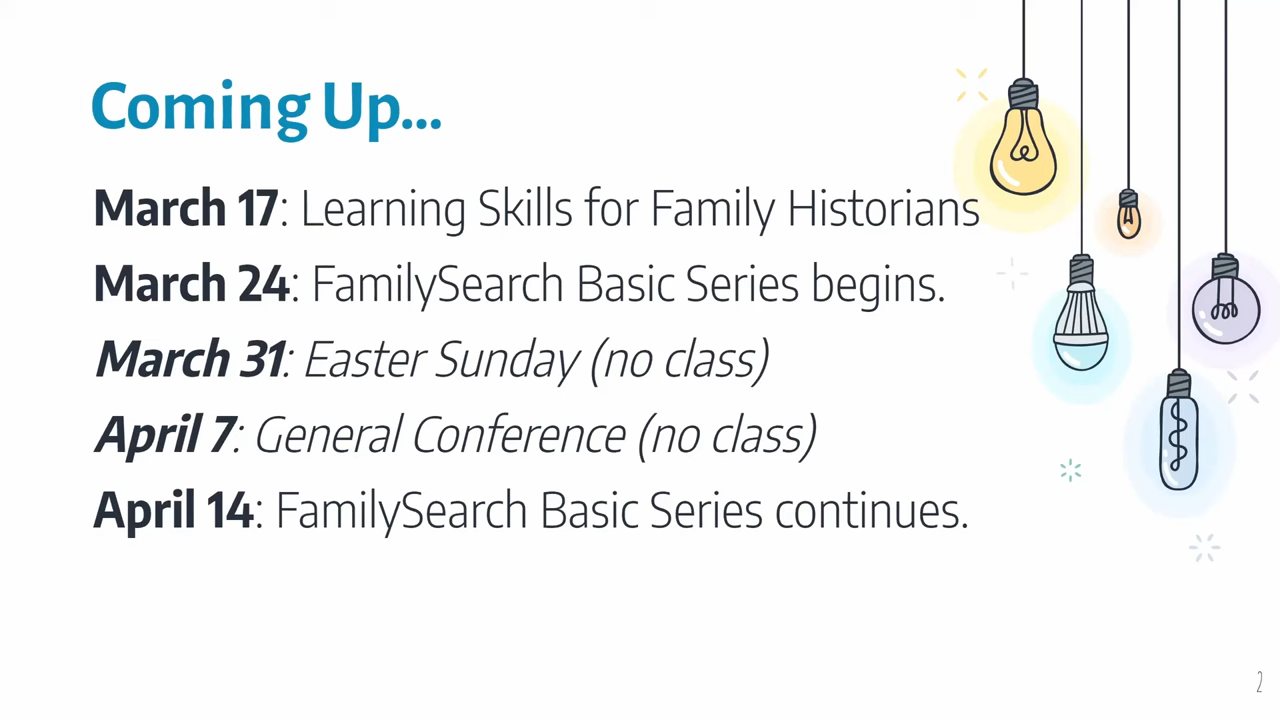 Coming Up...
March 17: Learning Skills for Family Historians
March 24: FamilySearch Basic Series begins.
March 31: Easter Sunday (no class)
April 7: General Conference (no class)
April 14: FamilySearch Basic Series continues.
2